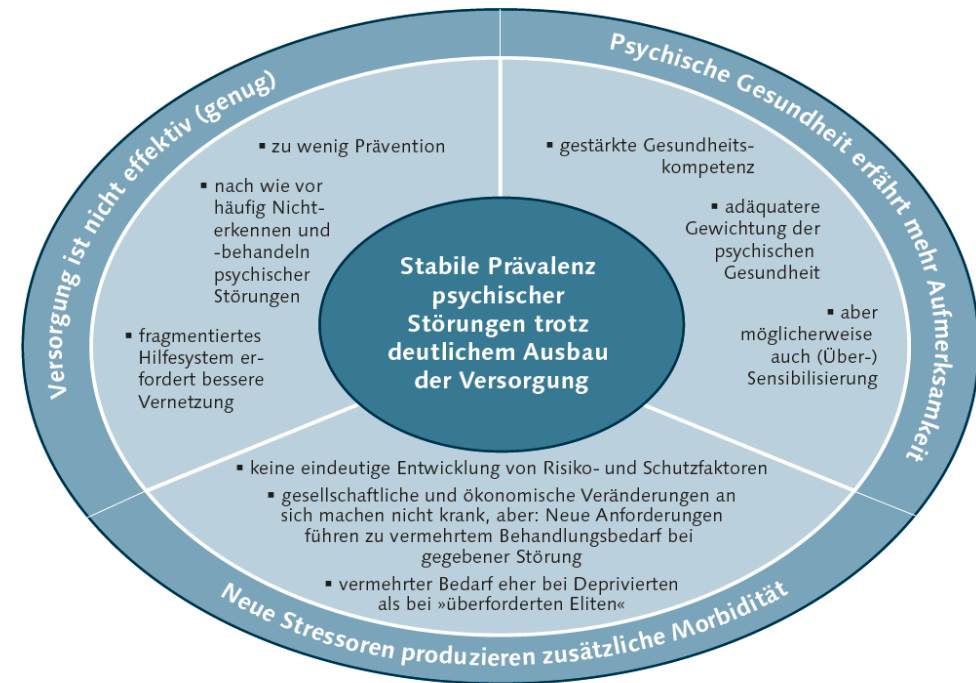 Versorgung ist nicht effektiv (genug)
▪ zu wenig Prävention
▪ nach wie vor
häufig Nicht-
erkennen und
-behandeln
psychischer
Störungen
▪ fragmentiertes
Hilfesystem er-
fordert bessere
Vernetzung
Psychische Gesundheit erfährt mehr Aufmerksamkeit
▪ gestärkte Gesundheits-
kompetenz
▪ adäquatere
Gewichtung der
psychischen
Gesundheit
▪ aber
möglicherweise
auch (Über-)
Sensibilisierung
Stabile Prävalenz
psychischer
Störungen trotz
deutlichem Ausbau
der Versorgung
▪ keine eindeutige Entwicklung von Risiko- und Schutzfaktoren
▪ gesellschaftliche und ökonomische Veränderungen an
sich machen nicht krank, aber: Neue Anforderungen
führen zu vermehrtem Behandlungsbedarf bei
gegebener Störung
▪ vermehrter Bedarf eher bei Deprivierten
als bei »überforderten Eliten«
Neue Stressoren produzieren zusätzliche Morbidität